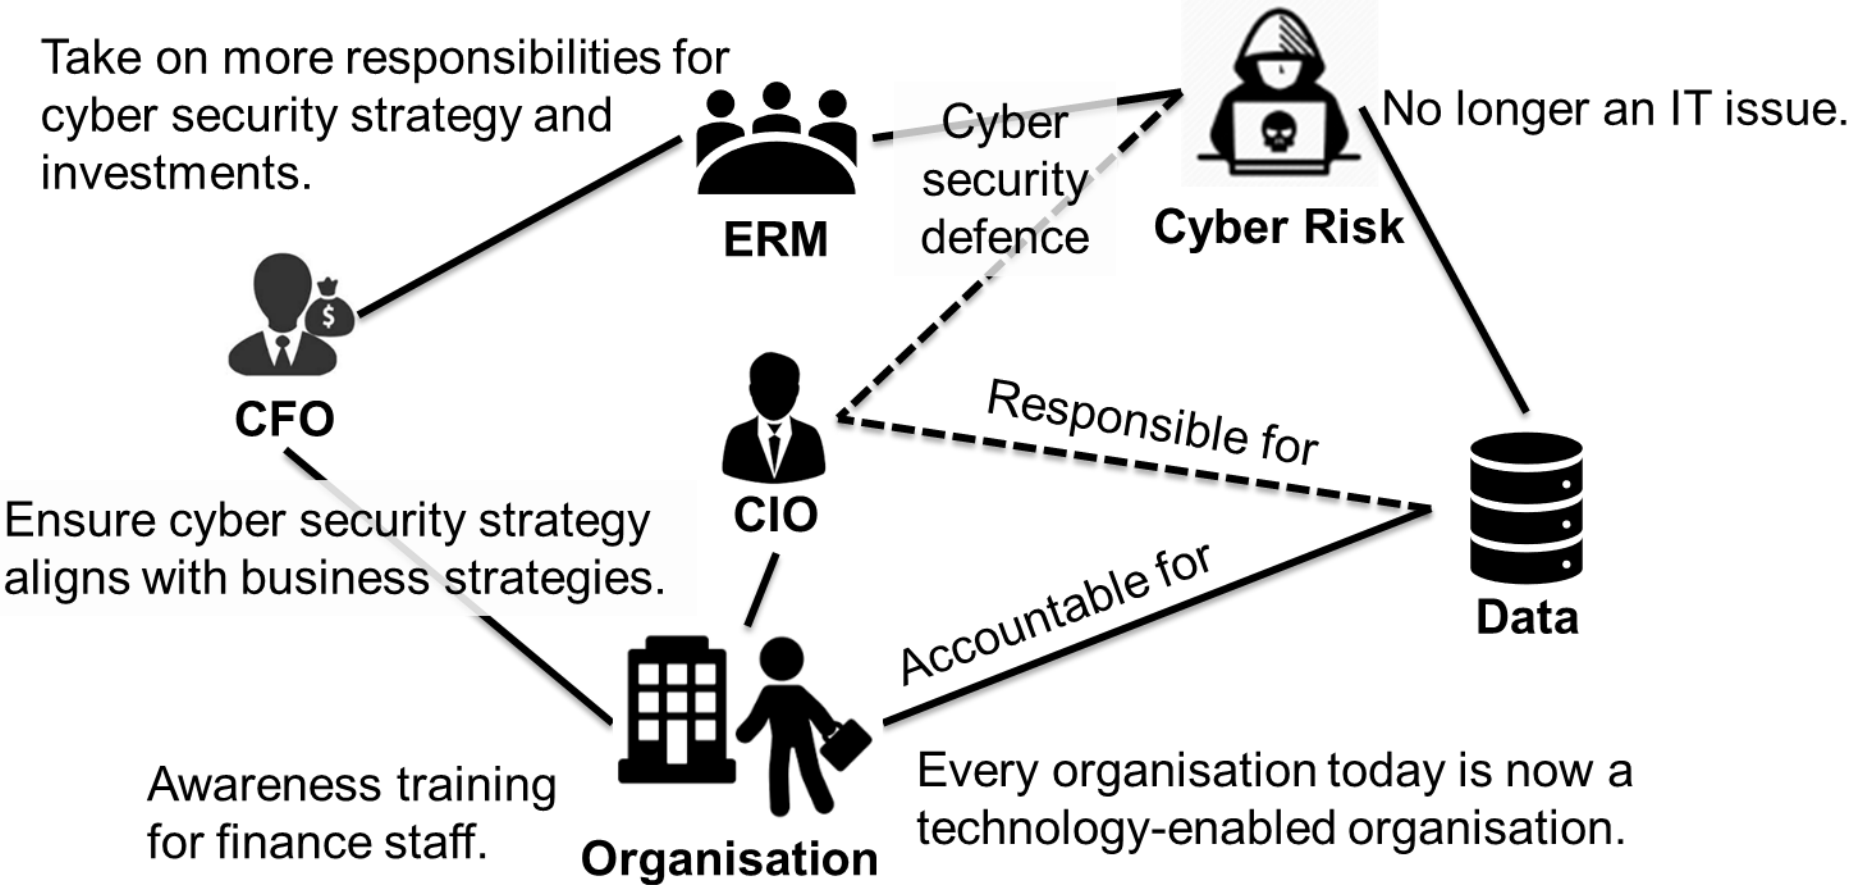 Take on more responsibilities for
cyber security strategy and
investments.
ERM
Cyber
security
defence
No longer an IT issue.
Cyber Risk
$
CFO
CIO
Responsible for
Ensure cyber security strategy
aligns with business strategies.
Accountable for
Data
Awareness training
for finance staff.
Organisation
Every organisation today is now a
technology-enabled organisation.